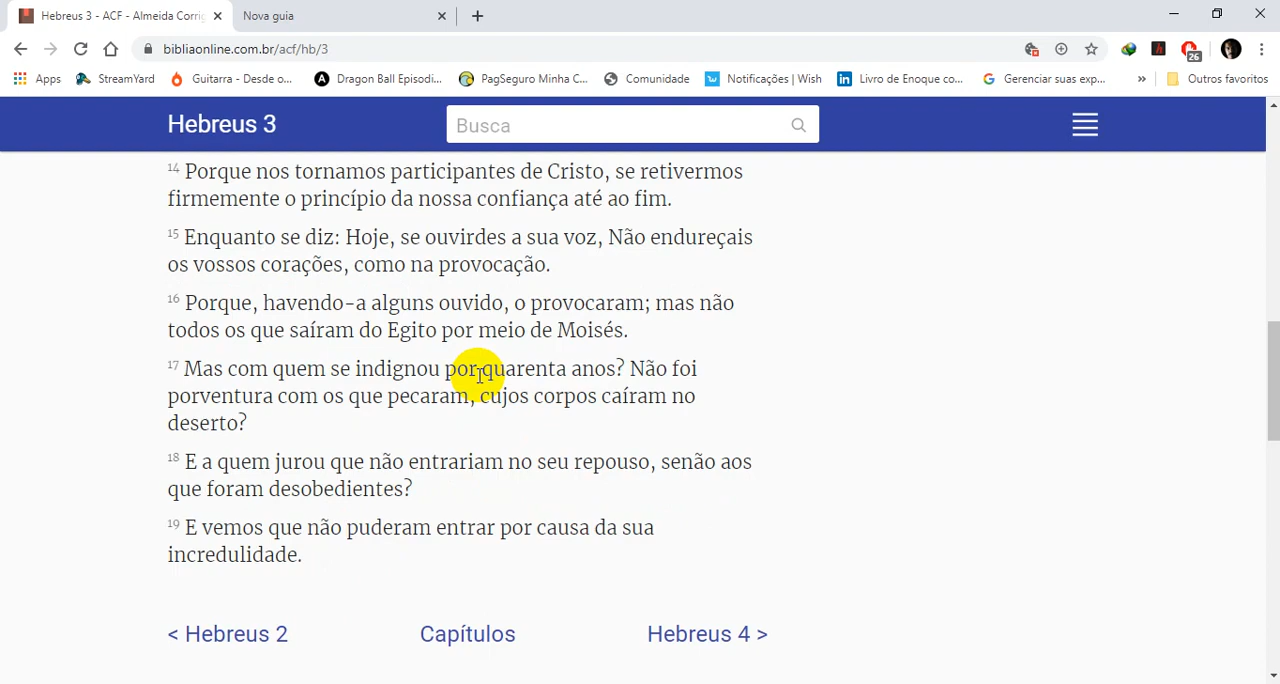 Hebreus 3 - ACF - Almeida Corrig
Nova guia
bibliaonline.com.br/acf/hb/3
26
Apps
StreamYard
Guitarra - Desde o...
Dragon Ball Episodi...
PagSeguro Minha C...
Comunidade
Notificações | Wish
Livro de Enoque co...
Gerenciar suas exp...
»
Outros favoritos
Hebreus 3
Busca
14 Porque nos tornamos participantes de Cristo, se retivermos
firmemente o princípio da nossa confiança até ao fim.
15 Enquanto se diz: Hoje, se ouvirdes a sua voz, Não endureçais
os vossos corações, como na provocação.
16 Porque, havendo-a alguns ouvido, o provocaram; mas não
todos os que saíram do Egito por meio de Moisés.
17 Mas com quem se indignou por quarenta anos? Não foi
porventura com os que pecaram, cujos corpos caíram no
deserto?
18 E a quem jurou que não entrariam no seu repouso, senão aos
que foram desobedientes?
19 E vemos que não puderam entrar por causa da sua
incredulidade.
< Hebreus 2
Capítulos
Hebreus 4 >